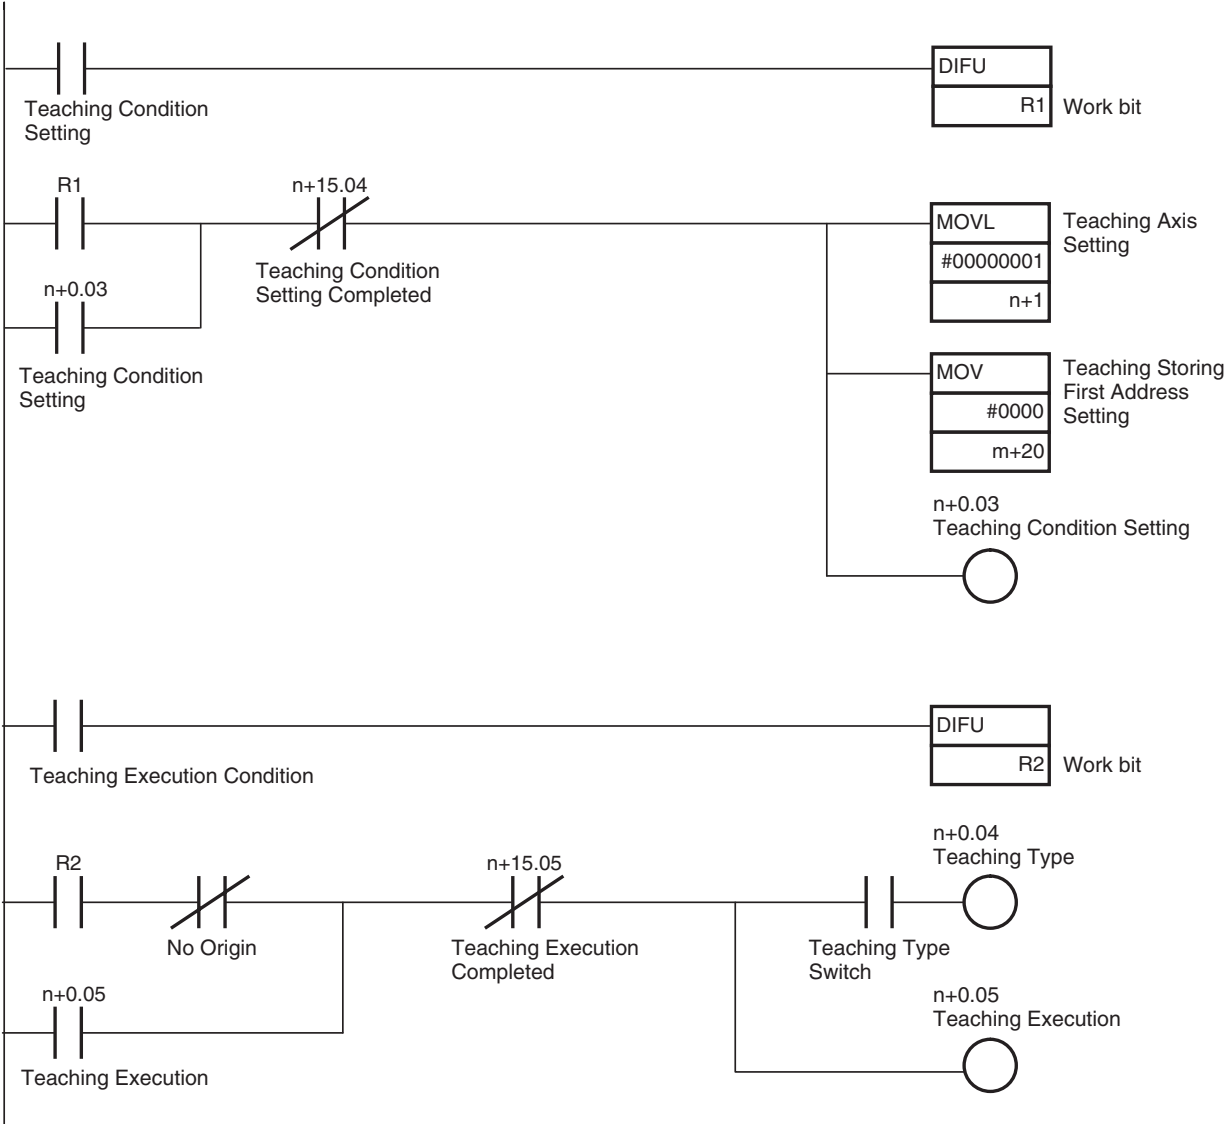 DIFU
R1
Work bit
Teaching Condition
Setting
R1
n+15.04
Teaching Condition
Setting Completed
MOVL
#00000001
n+1
Teaching Axis
Setting
n+0.03
Teaching Condition
Setting
MOV
#0000
m+20
Teaching Storing
First Address
Setting
n+0.03
Teaching Condition Setting
DIFU
R2
Work bit
Teaching Execution Condition
R2
No Origin
n+15.05
Teaching Execution
Completed
Teaching Type
Switch
n+0.04
Teaching Type
n+0.05
Teaching Execution
n+0.05
Teaching Execution